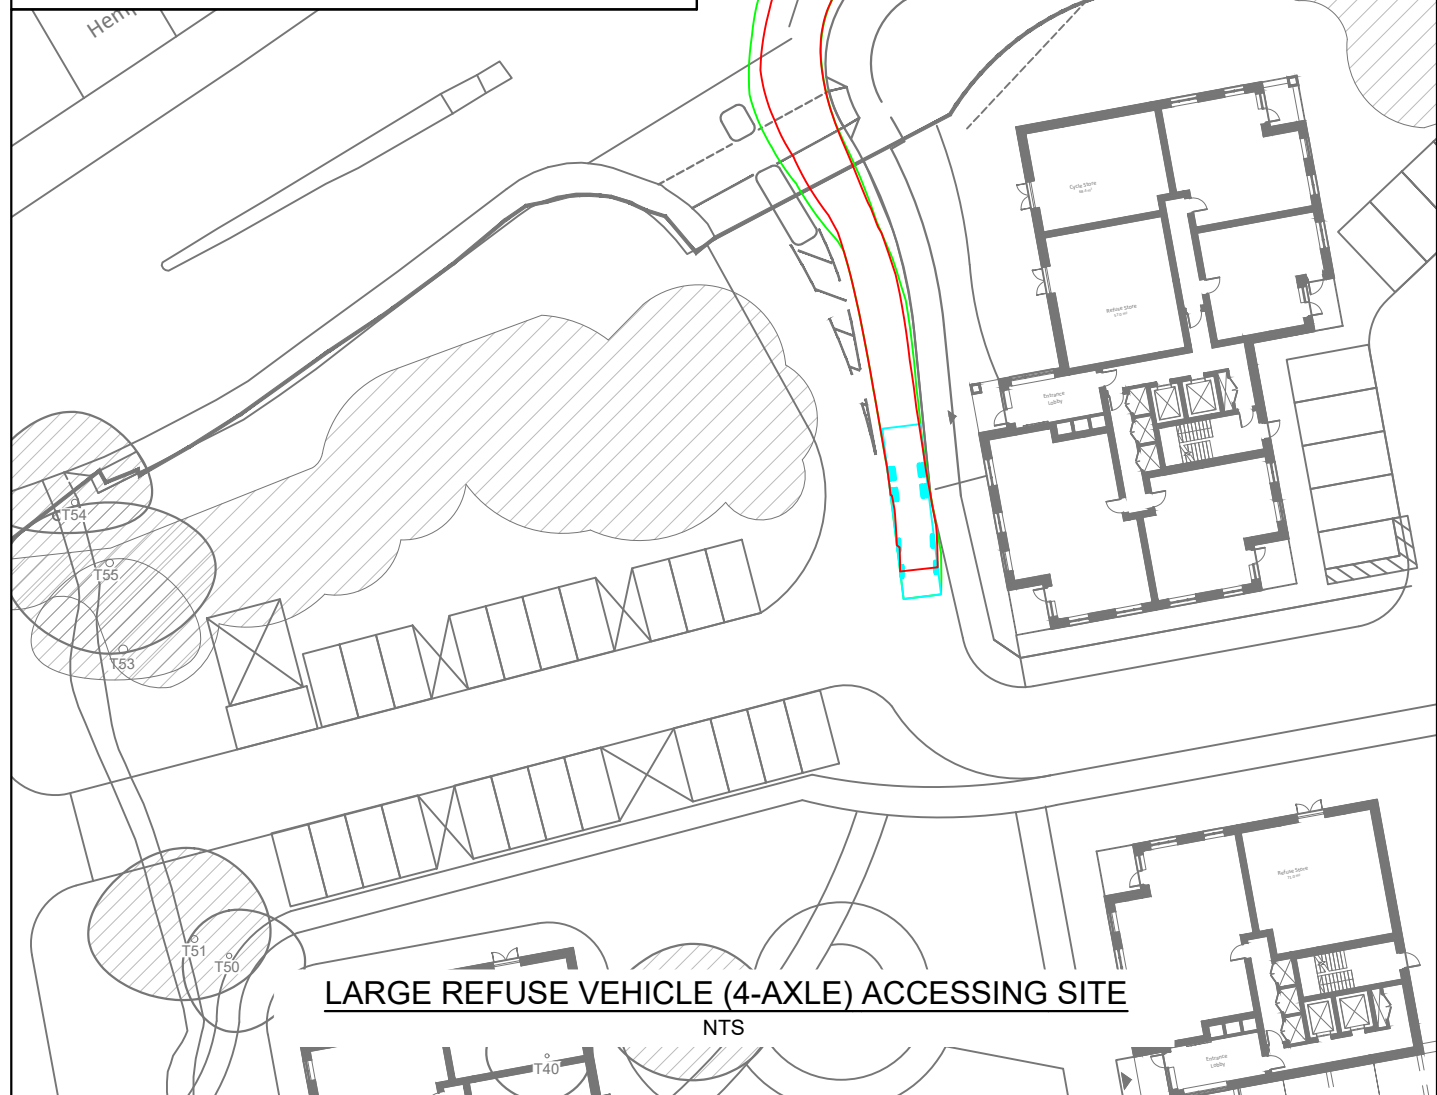 Cycle Store
Refuse Store
Entrance
Lobby
T54
T55
T53
Refuse Store
T51
T50
LARGE REFUSE VEHICLE (4-AXLE) ACCESSING SITE
NTS
T40
Entrance
Lobby